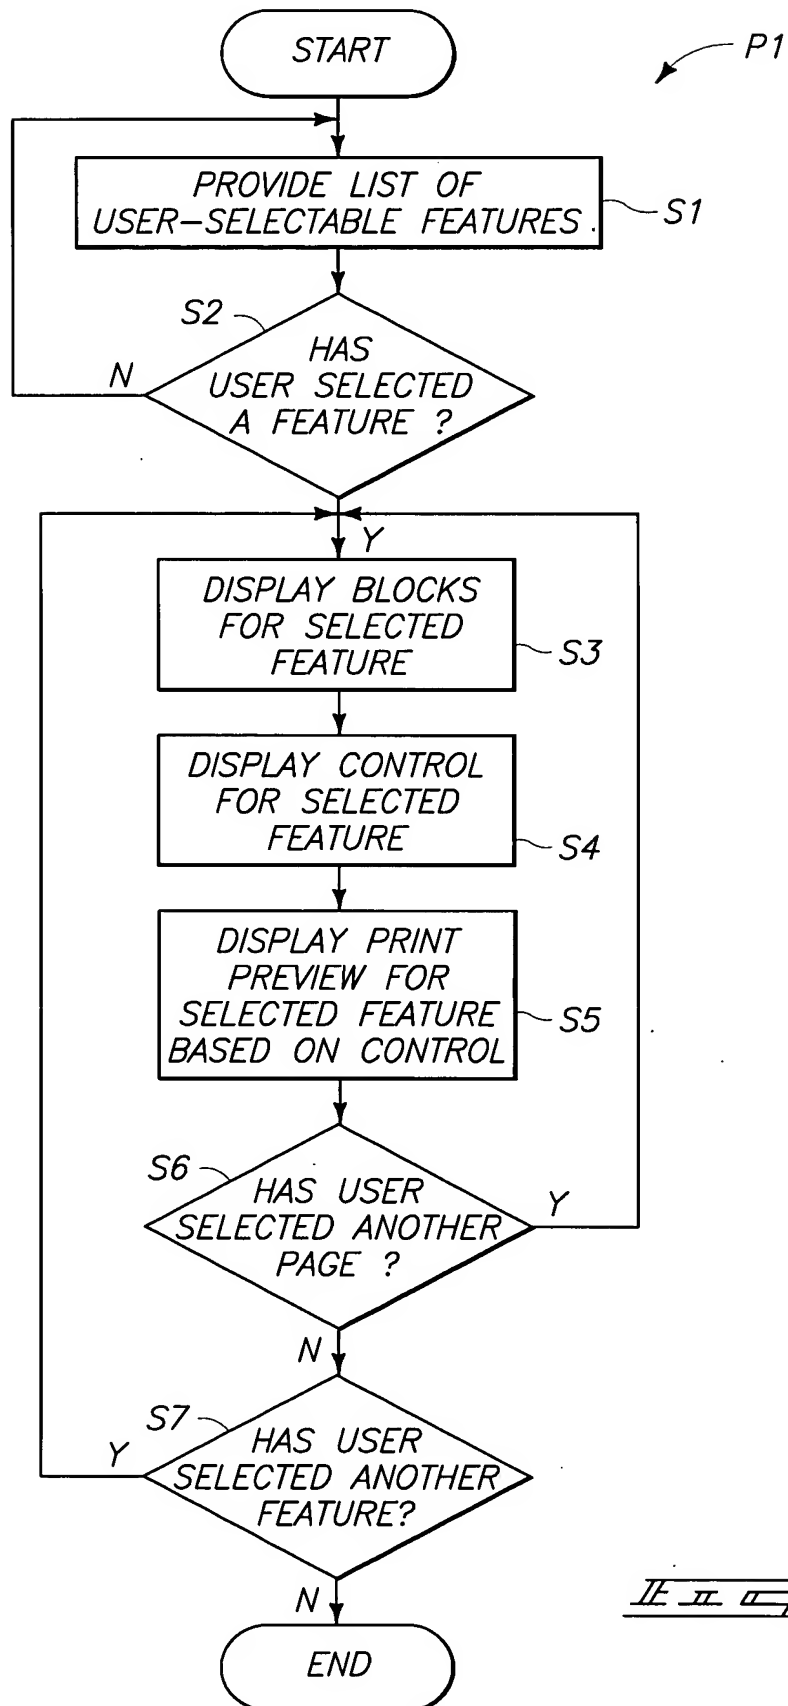 START
P1
PROVIDE LIST OF
USER-SELECTABLE FEATURES
S1
S2
HAS
USER SELECTED
A FEATURE ?
N
Y
DISPLAY BLOCKS
FOR SELECTED
FEATURE
S3
DISPLAY CONTROL
FOR SELECTED
FEATURE
S4
DISPLAY PRINT
PREVIEW FOR
SELECTED FEATURE
BASED ON CONTROL
S5
S6
HAS USER
SELECTED ANOTHER
PAGE ?
Y
N
S7
HAS USER
SELECTED ANOTHER
FEATURE?
Y
N
END